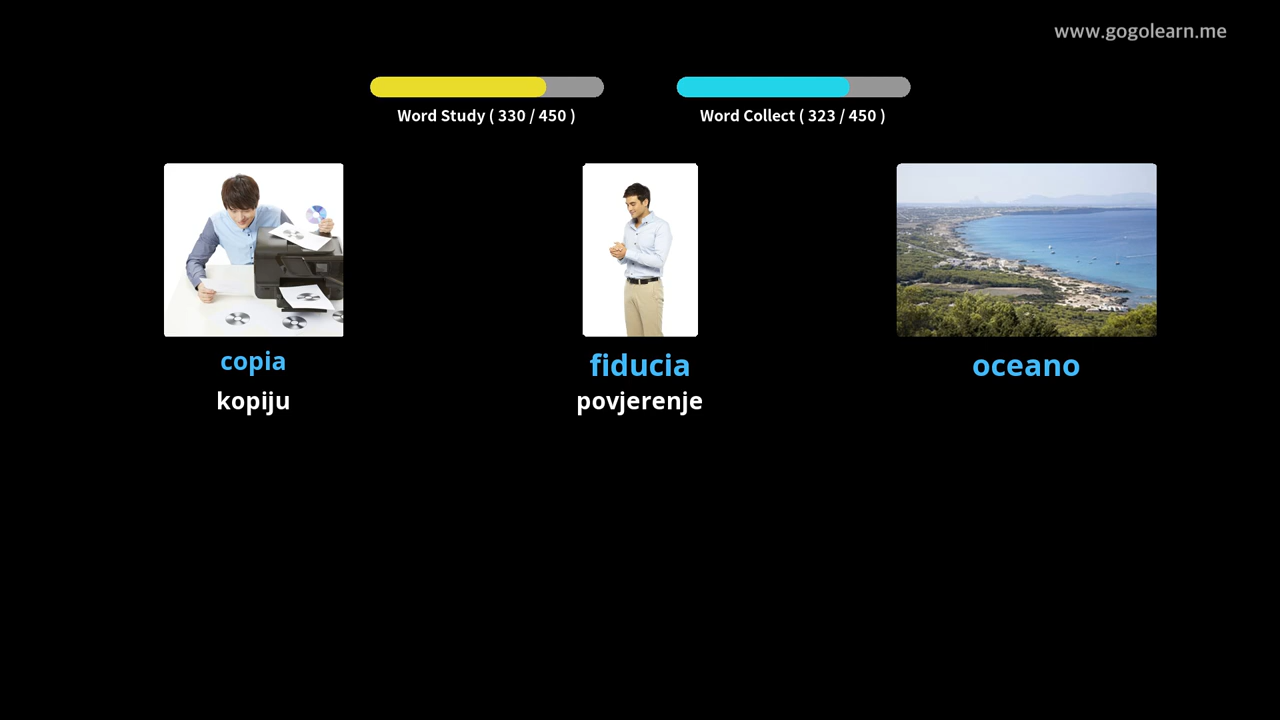 www.gogolearn.me
Word Study ( 330 / 450 )
Word Collect ( 323 / 450 )
copia
kopiju
fiducia
povjerenje
oceano